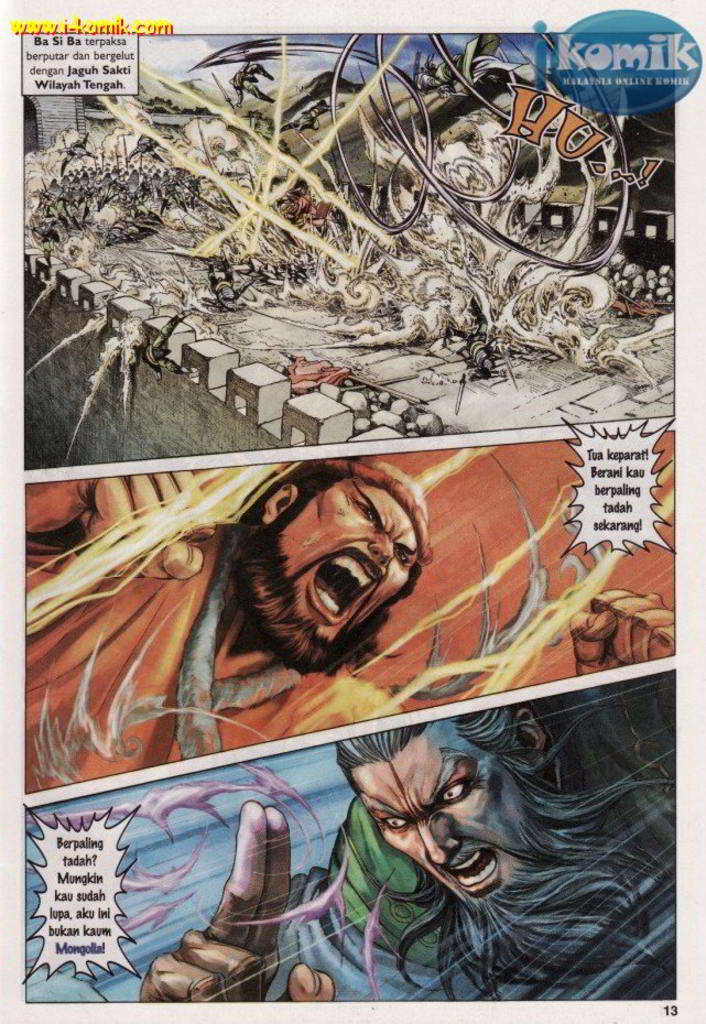 www.i-komik.com
Ba Si Ba terpaksa
berputar dan bergelut
dengan Jaguh Sakti
Wilayah Tengah.
i komik
MALAYSIA ONLINE KOMIK
HU...!
Tua keparat!
Berani kau
berpaling
tadah
sekarang!
Berpaling
tadah?
Mungkin
kau sudah
lupa, aku ini
bukan kaum
Mongolia!
13